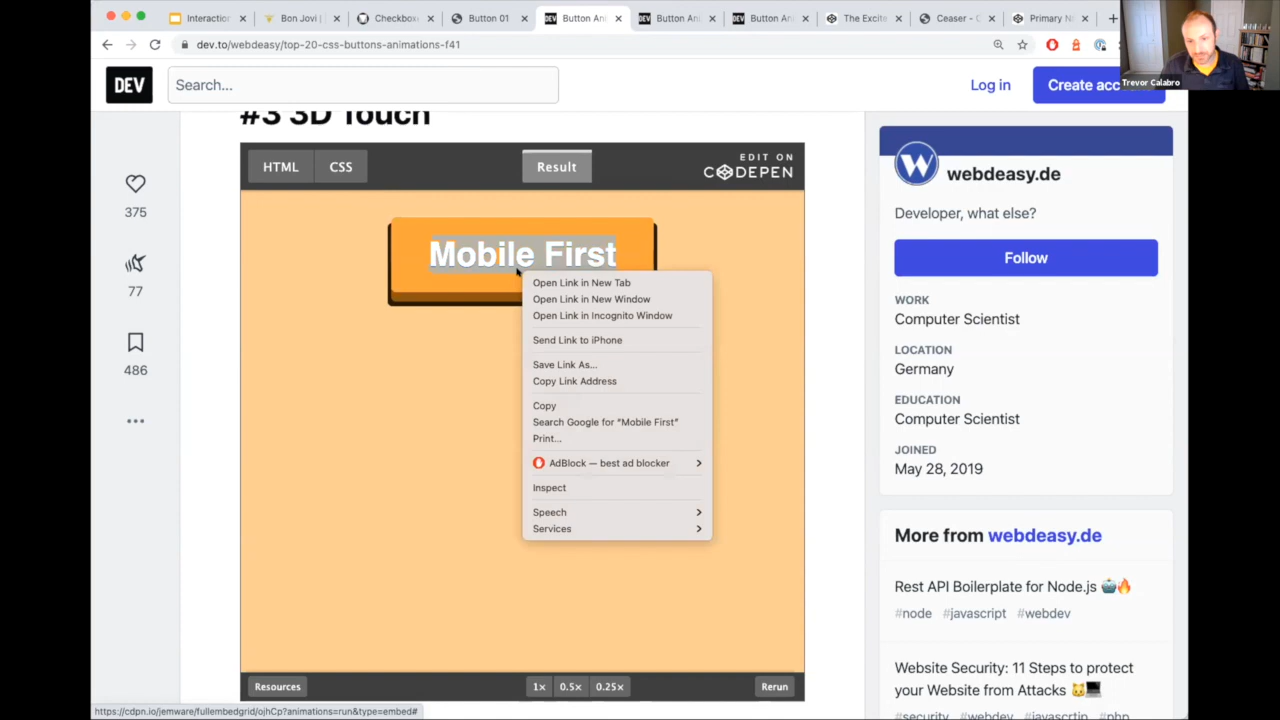 Interaction
Bon Jovi |
Checkbox
Button 01
Button Ani
Button Ani
Button Ani
The Excite
Ceaser - C
Primary N
dev.to/webdeasy/top-20-css-buttons-animations-f41
Trevor Calabro
DEV
Search...
Log in
Create acc
#3 3D Touch
HTML
CSS
Result
EDIT ON
CODEPEN
375
77
486
Mobile First
Open Link in New Tab
Open Link in New Window
Open Link in Incognito Window
Send Link to iPhone
Save Link As...
Copy Link Address
Copy
Search Google for “Mobile First”
Print...
AdBlock — best ad blocker
Inspect
Speech
Services
Resources
1×
0.5×
0.25×
Rerun
W
webdeasy.de
Developer, what else?
Follow
WORK
Computer Scientist
LOCATION
Germany
EDUCATION
Computer Scientist
JOINED
May 28, 2019
More from webdeasy.de
Rest API Boilerplate for Node.js 🤖🔥
#node #javascript #webdev
Website Security: 11 Steps to protect
your Website from Attacks 🐱‍💻
#security #webdev #javascrtip #php
https://cdpn.io/jemware/fullembedgrid/ojhCp?animations=run&type=embed#